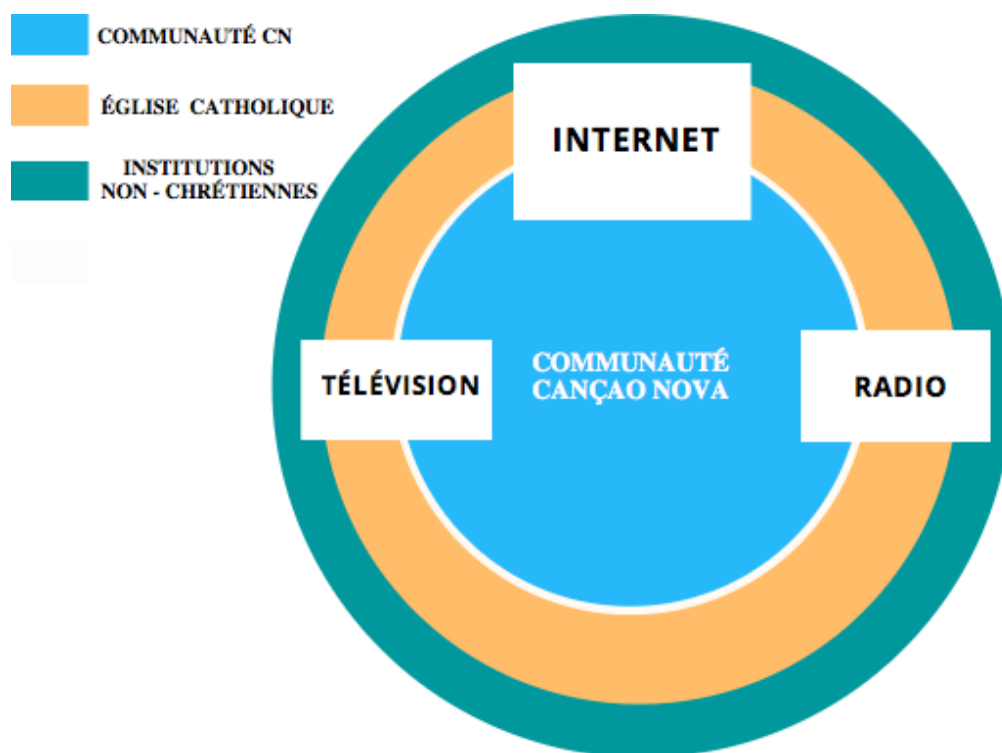 COMMUNAUTÉ CN
ÉGLISE CATHOLIQUE
INSTITUTIONS
NON - CHRÉTIENNES
INTERNET
TÉLÉVISION
COMMUNAUTÉ
CANÇAO NOVA
RADIO